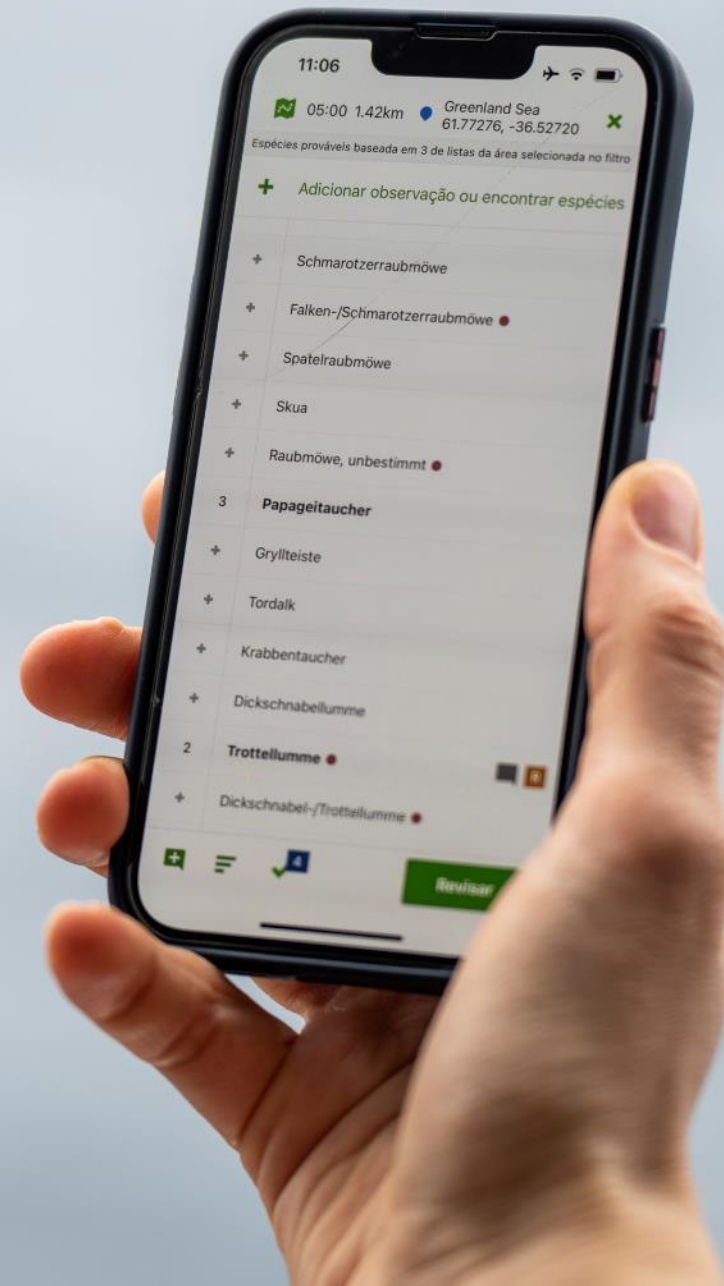 11:06
05:00 1.42km Greenland Sea
61.77276, -36.52720
Espécies prováveis baseada em 3 de listas da área selecionada no filtro
+ Adicionar observação ou encontrar espécies
+ Schmarotzerraubmöwe
+ Falken-/Schmarotzerraubmöwe
+ Spatelraubmöwe
+ Skua
+ Raubmöwe, unbestimmt
3 Papageitaucher
+ Gryllteiste
+ Tordalk
+ Krabbentaucher
+ Dickschnabellumme
2 Trottellumme
+ Dickschnabel-/Trottellumme
4
Revisar